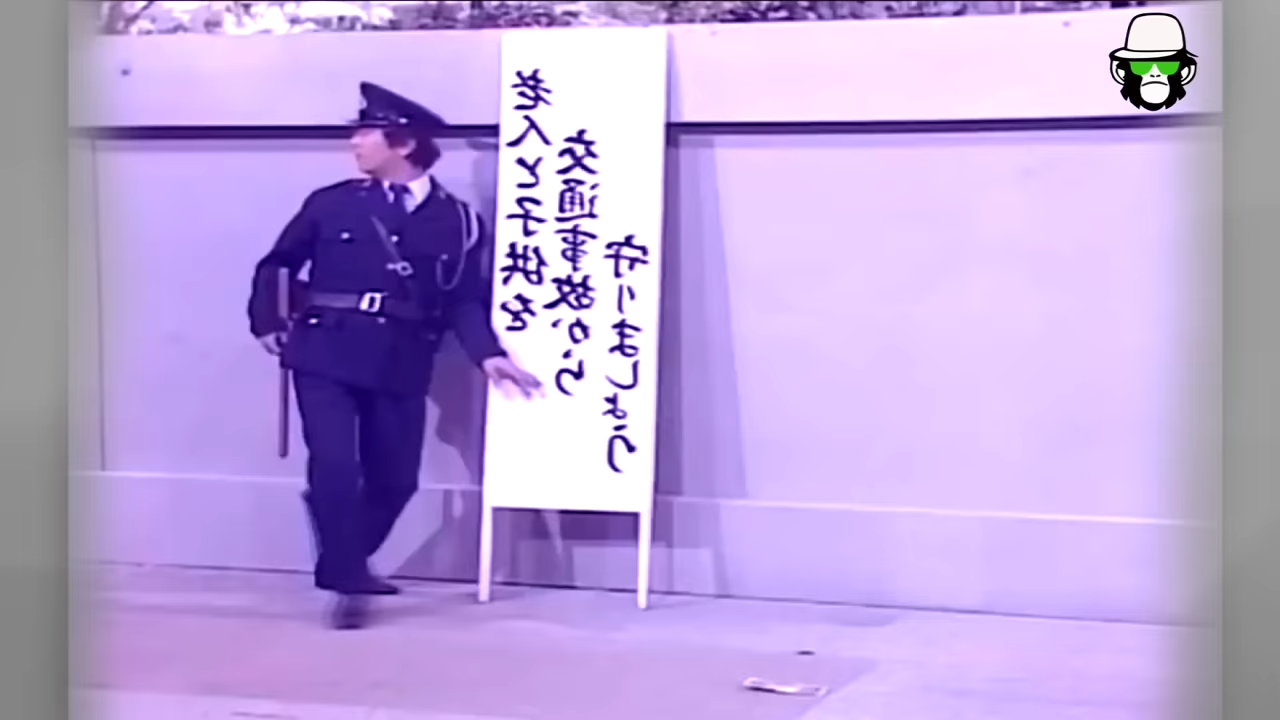 老人と子供を
交通事故から
守りましょう